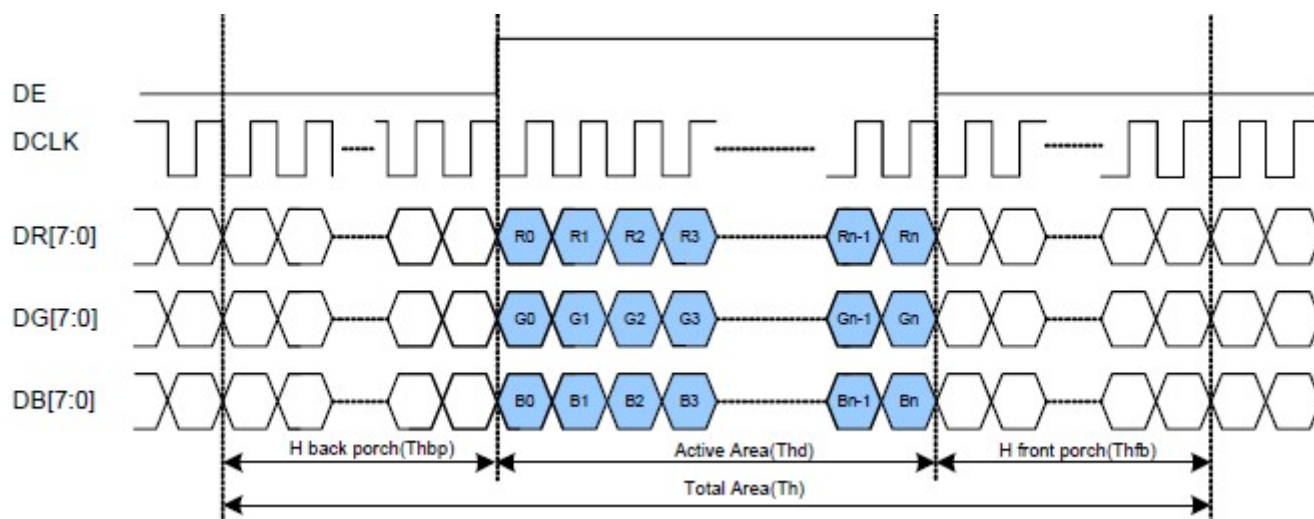 DE
DCLK
DR[7:0] R0 R1 R2 R3 Rn-1 Rn
DG[7:0] G0 G1 G2 G3 Gn-1 Gn
DB[7:0] B0 B1 B2 B3 Bn-1 Bn
H back porch(Thbp) Active Area(Thd) H front porch(Thfb)
Total Area(Th)